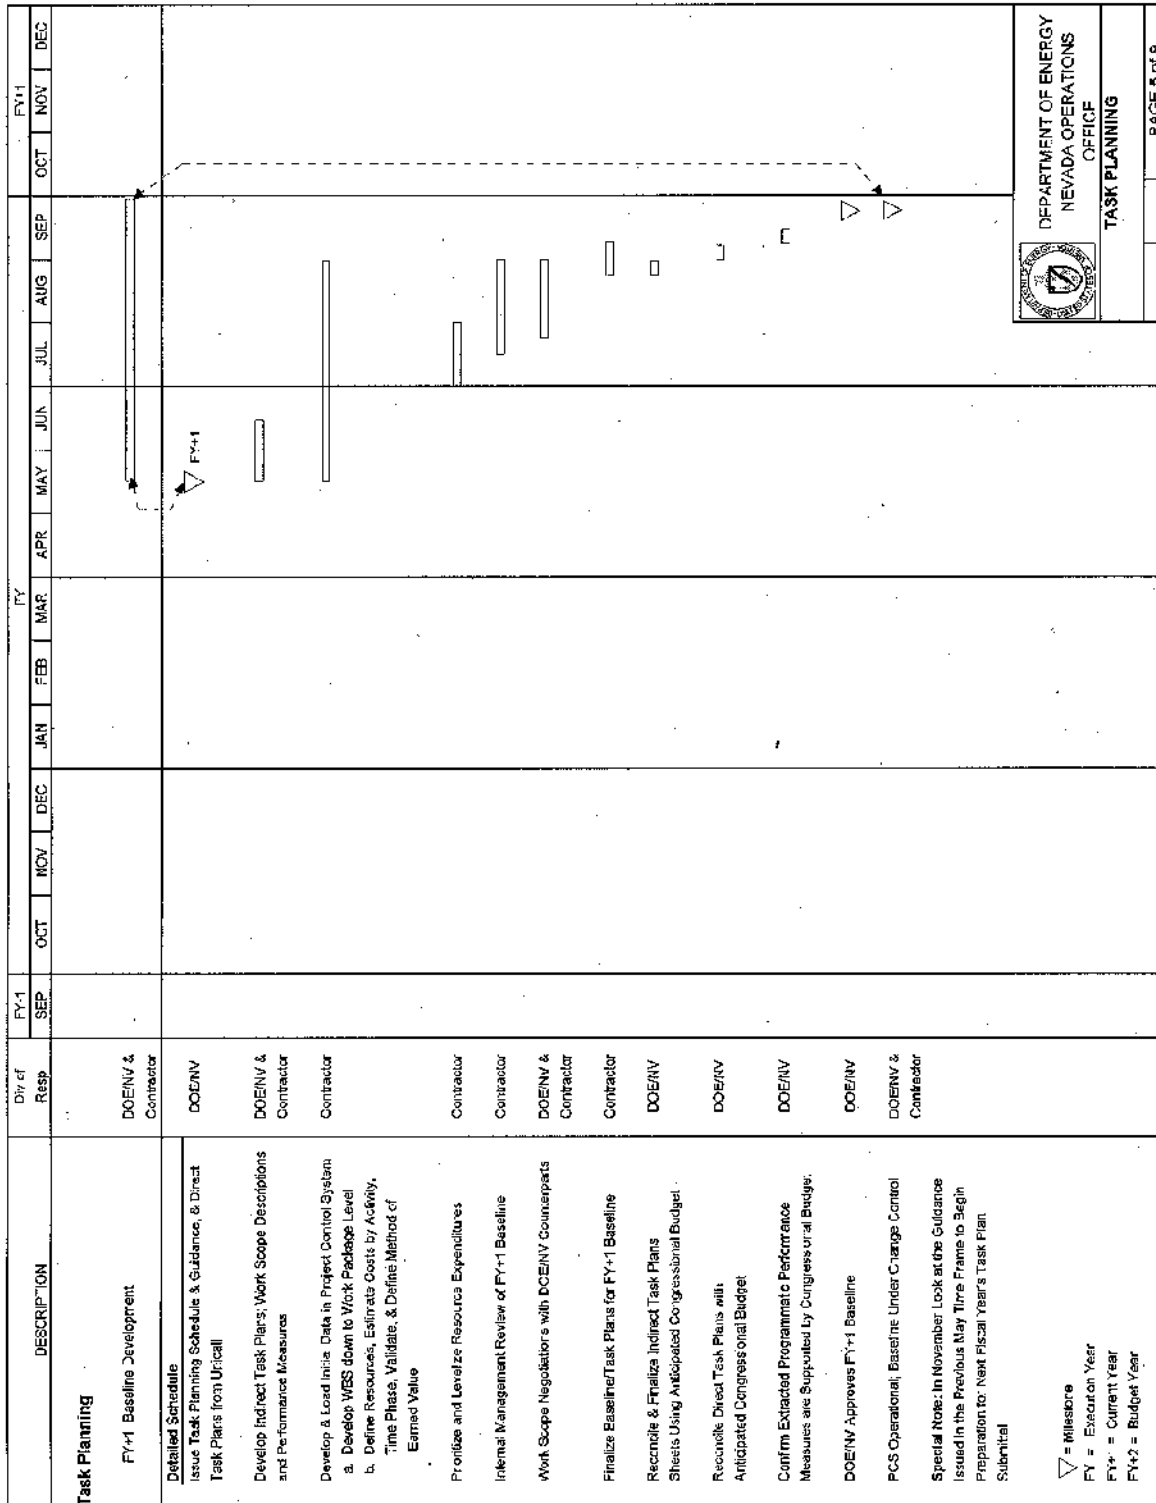 DESCRIPTION
Div of
Resp
FY-1
FY
FY+1
SEP
OCT
NOV
DEC
JAN
FEB
MAR
APR
MAY
JUN
JUL
AUG
SEP
OCT
NOV
DEC
Task Planning
FY+1 Baseline Development
DOE/NV &
Contractor
Detailed Schedule
Issue Task Planning Schedule & Guidance, & Direct
Task Plans from Unicall
DOE/NV
FY+1
Develop Indirect Task Plans; Work Scope Descriptions
and Performance Measures
DOE/NV &
Contractor
Develop & Load Initial Data in Project Control System
a. Develop WBS down to Work Package Level
b. Define Resources, Estimate Costs by Activity,
Time Phase, Validate, & Define Method of
Earned Value
Contractor
Prioritize and Levelize Resource Expenditures
Contractor
Internal Management Review of FY+1 Baseline
Contractor
Work Scope Negotiations with DOE/NV Counterparts
DOE/NV &
Contractor
Finalize Baseline/Task Plans for FY+1 Baseline
Contractor
Reconcile & Finalize Indirect Task Plans
Sheets Using Anticipated Congressional Budget
DOE/NV
Reconcile Direct Task Plans with
Anticipated Congressional Budget
DOE/NV
Confirm Extracted Programmatic Performance
Measures are Supported by Congressional Budget
DOE/NV
DOE/NV Approves FY+1 Baseline
DOE/NV
PCS Operational; Baseline Under Change Control
DOE/NV &
Contractor
Special Note: In November Look at the Guidance
Issued In the Previous May Time Frame to Begin
Preparation for Next Fiscal Year's Task Plan
Submittal
= Milestone
FY = Execution Year
FY+1 = Current Year
FY+2 = Budget Year
DEPARTMENT OF ENERGY
NEVADA OPERATIONS
OFFICE
TASK PLANNING
PAGE 5 of 9